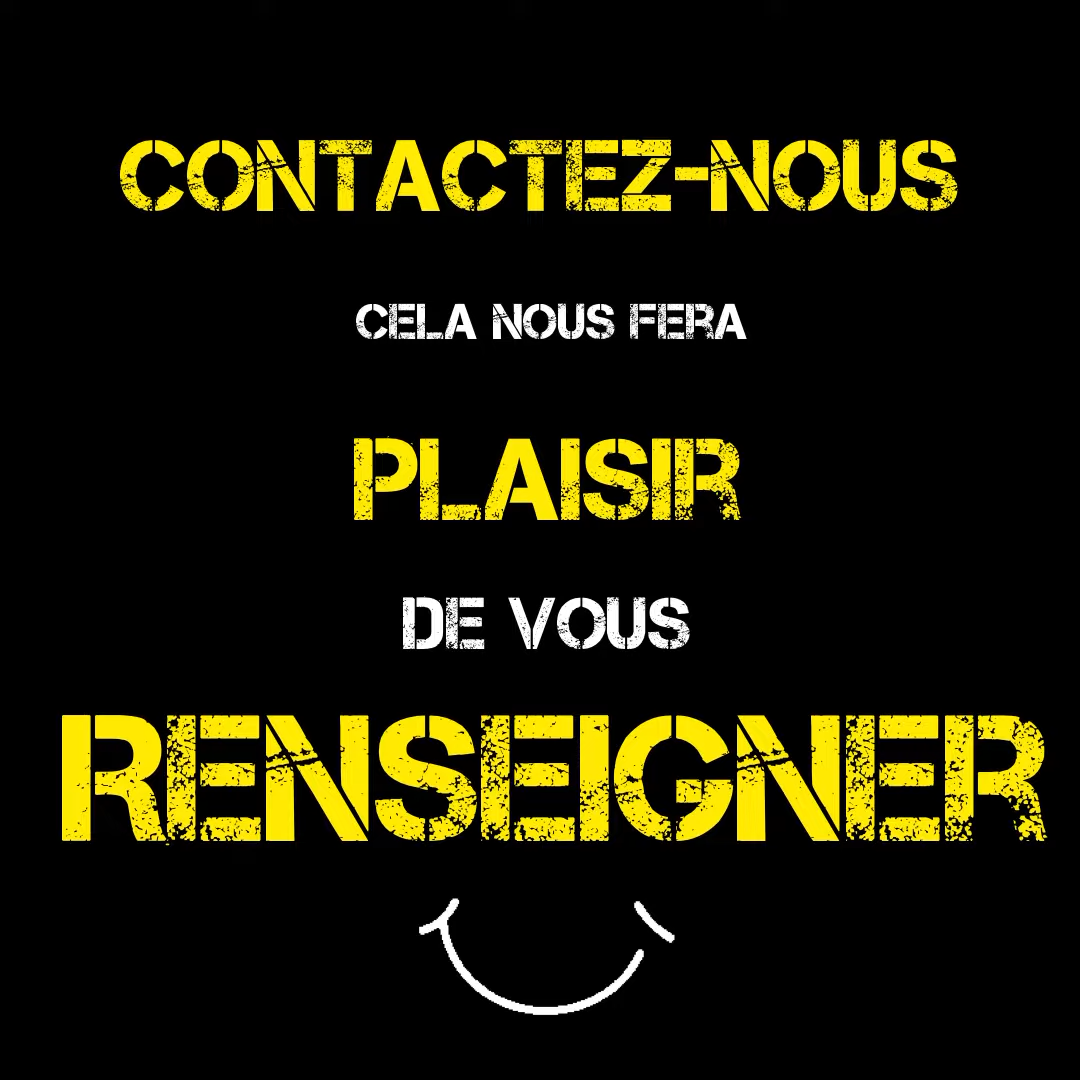 CONTACTEZ-NOUS
CELA NOUS FERA
PLAISIR
DE VOUS
RENSEIGNER